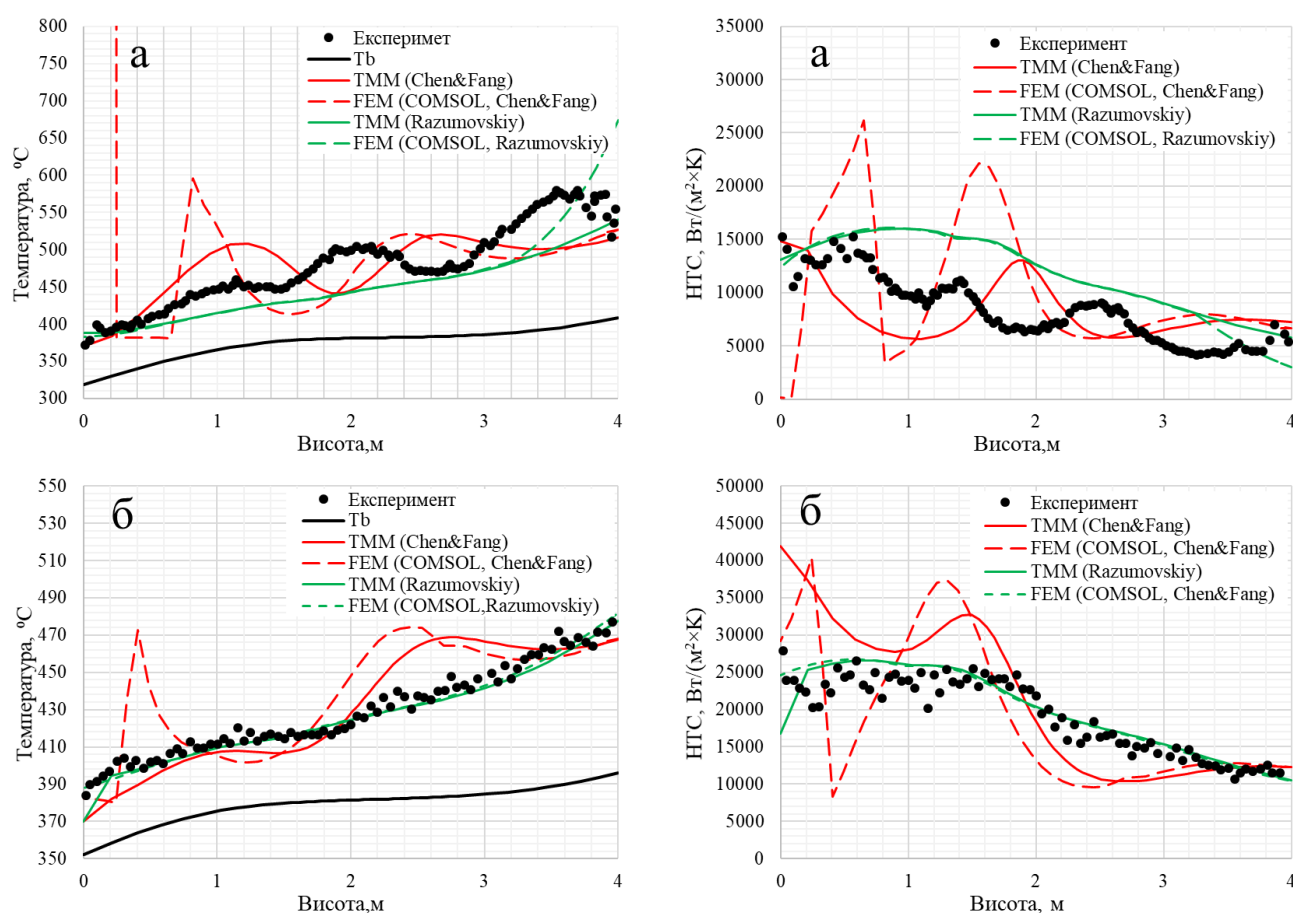 800
750
700
650
600
550
500
450
400
350
300
0
1
2
3
4
Температура, ºС
Висота,м
а
Експеримет
Tb
TMM (Chen&Fang)
FEM (COMSOL, Chen&Fang)
TMM (Razumovskiy)
FEM (COMSOL, Razumovskiy)
35000
30000
25000
20000
15000
10000
5000
0
0
1
2
3
4
НТС, Вт/(м²×К)
Висота,м
а
Експеримент
TMM (Chen&Fang)
FEM (COMSOL, Chen&Fang)
TMM (Razumovskiy)
FEM (COMSOL, Razumovskiy)
550
530
510
490
470
450
430
410
390
370
350
0
1
2
3
4
Температура, ºС
Висота,м
б
Експеримент
Tb
TMM (Chen&Fang)
FEM (COMSOL, Chen&Fang)
TMM (Razumovskiy)
FEM (COMSOL,Razumovskiy)
50000
45000
40000
35000
30000
25000
20000
15000
10000
5000
0
0
1
2
3
4
НТС, Вт/(м²×К)
Висота, м
б
Експеримент
TMM (Chen&Fang)
FEM (COMSOL, Chen&Fang)
TMM (Razumovskiy)
FEM (COMSOL, Chen&Fang)